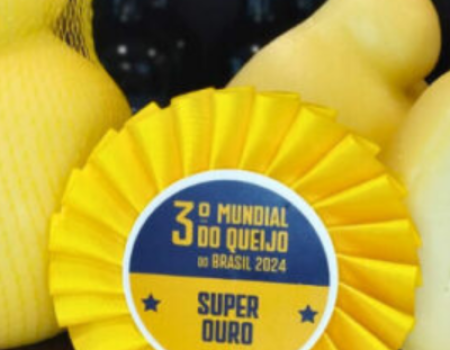 3º MUNDIAL
DO QUEIJO
DO BRASIL 2024
SUPER
OURO